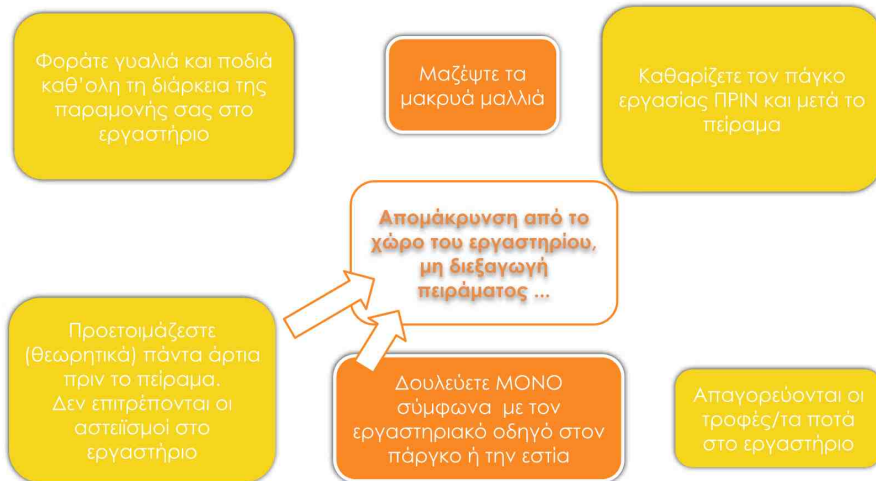 Φοράτε γυαλιά και ποδιά
καθ’ολη τη διάρκεια της
παραμονής σας στο
εργαστήριο
Μαζέψτε τα
μακρυά μαλλιά
Καθαρίζετε τον πάγκο
εργασίας ΠΡΙΝ και μετά το
πείραμα
Απομάκρυνση από το
χώρο του εργαστηρίου,
μη διεξαγωγή
πειράματος ...
Προετοιμάζεστε
(θεωρητικά) πάντα άρτια
πριν το πείραμα.
Δεν επιτρέπονται οι
αστεϊσμοί στο
εργαστήριο
Δουλεύετε ΜΟΝΟ
σύμφωνα με τον
εργαστηριακό οδηγό στον
πάργκο ή την εστία
Απαγορεύονται οι
τροφές/τα ποτά
στο εργαστήριο